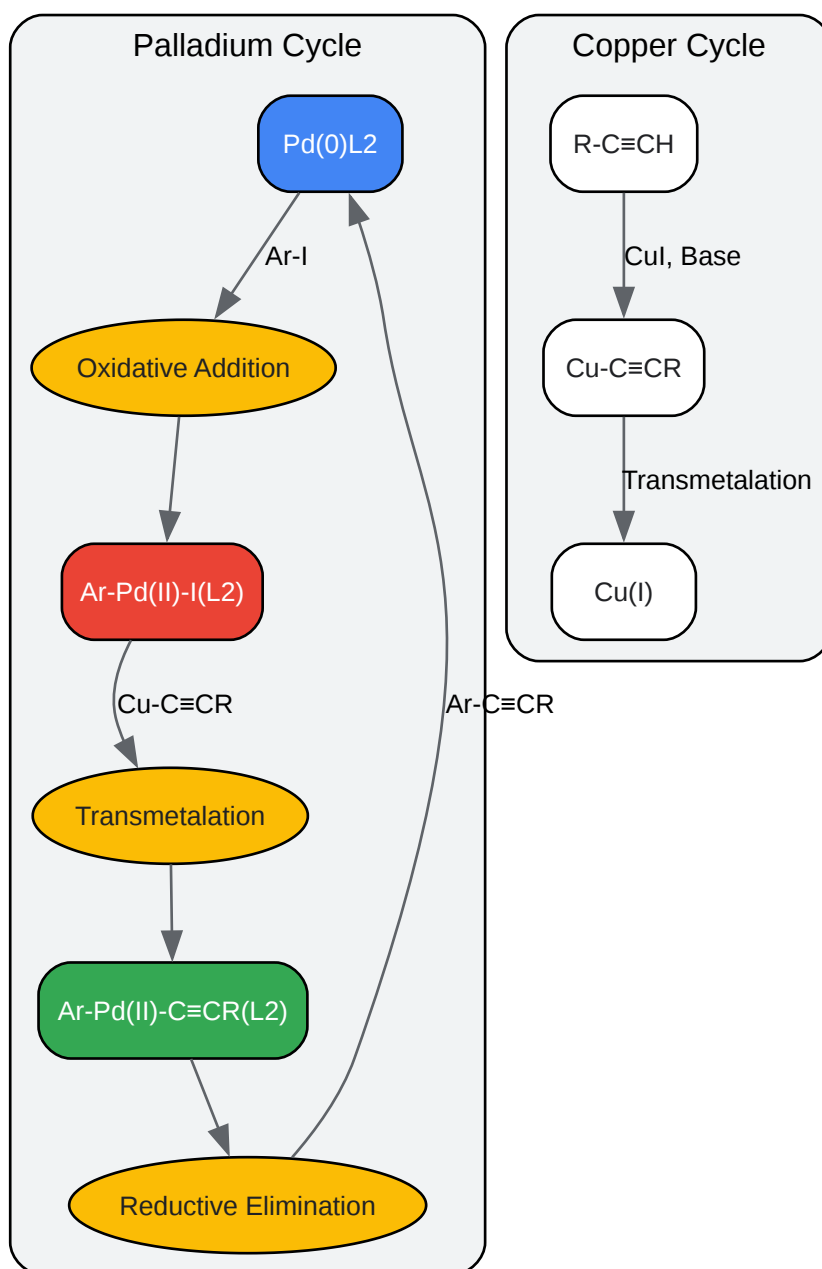 Palladium Cycle
Pd(0)L2
Ar-I
Oxidative Addition
Ar-Pd(II)-I(L2)
Cu-C≡CR
Transmetalation
Ar-Pd(II)-C≡CR(L2)
Reductive Elimination
Ar-C≡CR
Copper Cycle
R-C≡CH
CuI, Base
Cu-C≡CR
Transmetalation
Cu(I)